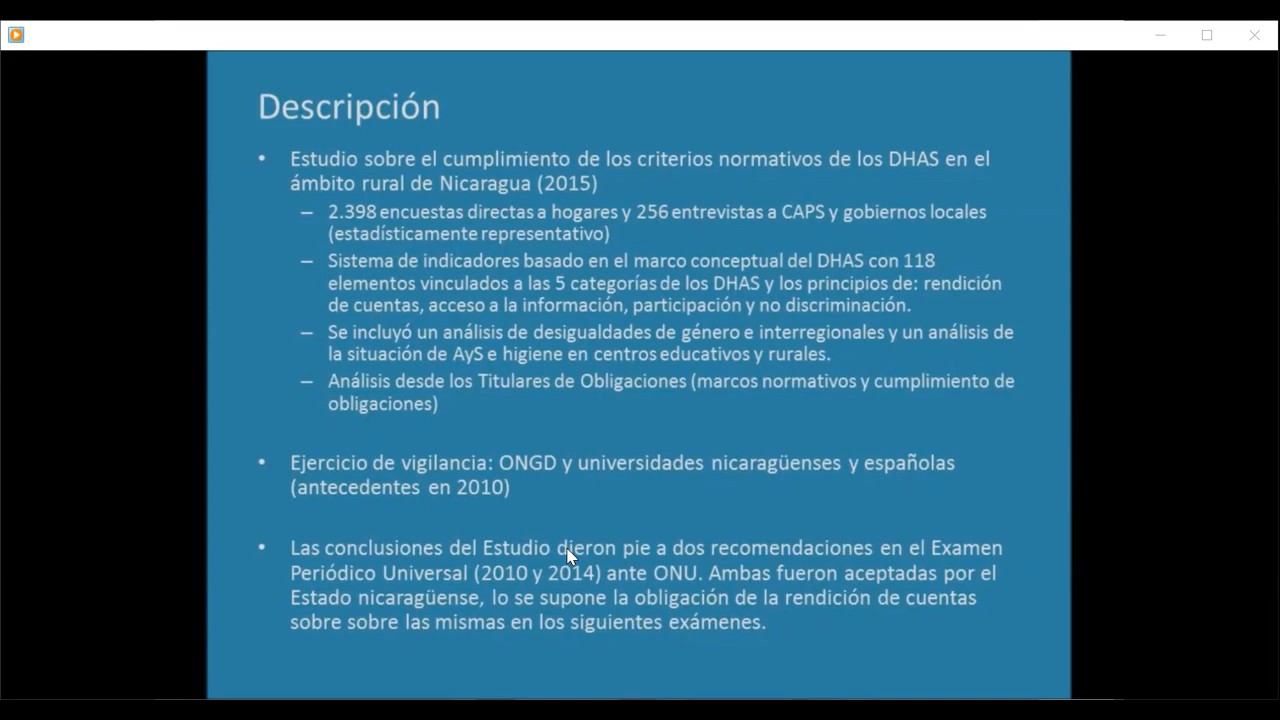 Descripción
• Estudio sobre el cumplimiento de los criterios normativos de los DHAS en el
ámbito rural de Nicaragua (2015)
– 2.398 encuestas directas a hogares y 256 entrevistas a CAPS y gobiernos locales
(estadísticamente representativo)
– Sistema de indicadores basado en el marco conceptual del DHAS con 118
elementos vinculados a las 5 categorías de los DHAS y los principios de: rendición
de cuentas, acceso a la información, participación y no discriminación.
– Se incluyó un análisis de desigualdades de género e interregionales y un análisis de
la situación de AyS e higiene en centros educativos y rurales.
– Análisis desde los Titulares de Obligaciones (marcos normativos y cumplimiento de
obligaciones)
• Ejercicio de vigilancia: ONGD y universidades nicaragüenses y españolas
(antecedentes en 2010)
• Las conclusiones del Estudio dieron pie a dos recomendaciones en el Examen
Periódico Universal (2010 y 2014) ante ONU. Ambas fueron aceptadas por el
Estado nicaragüense, lo se supone la obligación de la rendición de cuentas
sobre sobre las mismas en los siguientes exámenes.